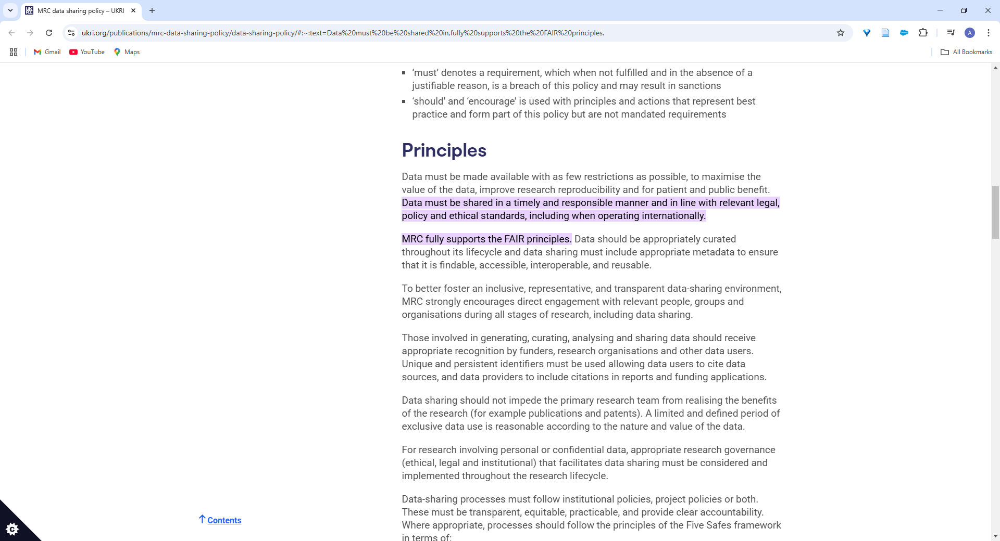 MRC data sharing policy – UKRI
ukri.org/publications/mrc-data-sharing-policy/data-sharing-policy/#:~:text=Data%20must%20be%20shared%20in,fully%20supports%20the%20FAIR%20principles.
A
Gmail
YouTube
Maps
All Bookmarks
‘must’ denotes a requirement, which when not fulfilled and in the absence of a
justifiable reason, is a breach of this policy and may result in sanctions
‘should’ and ‘encourage’ is used with principles and actions that represent best
practice and form part of this policy but are not mandated requirements
Principles
Data must be made available with as few restrictions as possible, to maximise the
value of the data, improve research reproducibility and for patient and public benefit.
Data must be shared in a timely and responsible manner and in line with relevant legal,
policy and ethical standards, including when operating internationally.
MRC fully supports the FAIR principles. Data should be appropriately curated
throughout its lifecycle and data sharing must include appropriate metadata to ensure
that it is findable, accessible, interoperable, and reusable.
To better foster an inclusive, representative, and transparent data-sharing environment,
MRC strongly encourages direct engagement with relevant people, groups and
organisations during all stages of research, including data sharing.
Those involved in generating, curating, analysing and sharing data should receive
appropriate recognition by funders, research organisations and other data users.
Unique and persistent identifiers must be used allowing data users to cite data
sources, and data providers to include citations in reports and funding applications.
Data sharing should not impede the primary research team from realising the benefits
of the research (for example publications and patents). A limited and defined period of
exclusive data use is reasonable according to the nature and value of the data.
For research involving personal or confidential data, appropriate research governance
(ethical, legal and institutional) that facilitates data sharing must be considered and
implemented throughout the research lifecycle.
Data-sharing processes must follow institutional policies, project policies or both.
These must be transparent, equitable, practicable, and provide clear accountability.
Where appropriate, processes should follow the principles of the Five Safes framework
in terms of:
Contents